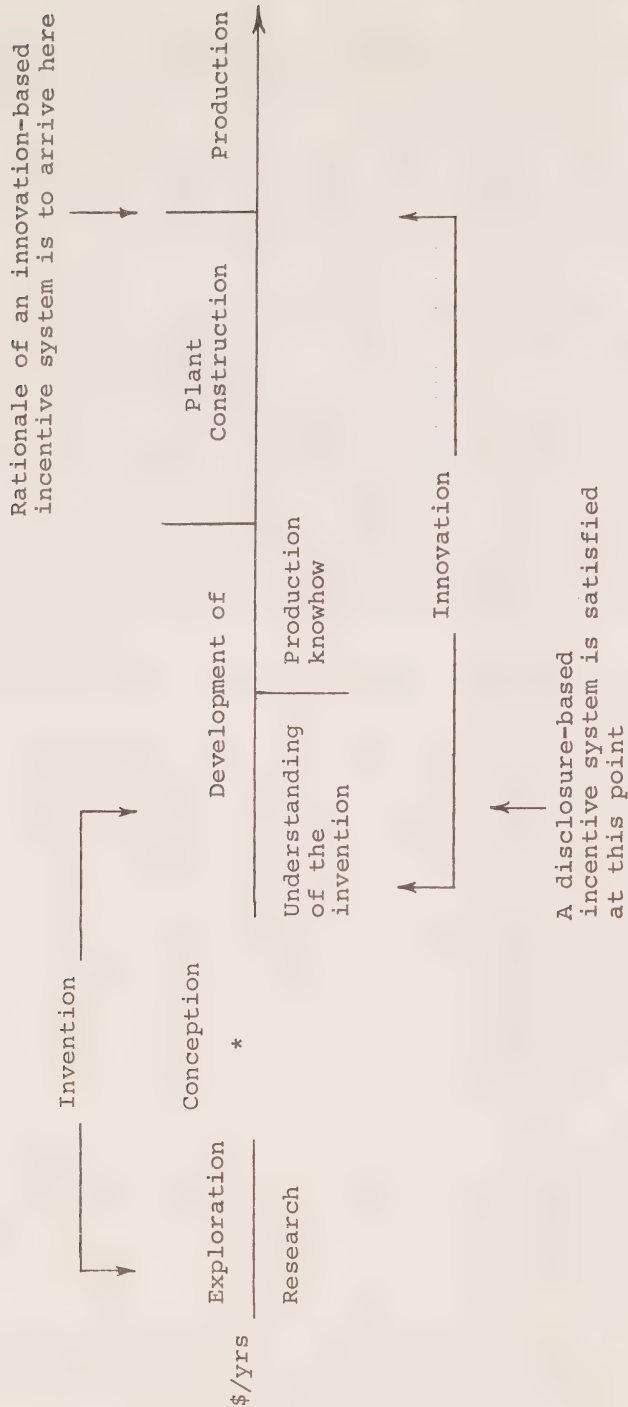 Rationale of an innovation-based
incentive system is to arrive here
Invention
Exploration
Conception
Development of
Plant
Construction
Production
$/yrs
*
Research
Understanding
of the
invention
Production
knowhow
Innovation
A disclosure-based
incentive system is satisfied
at this point